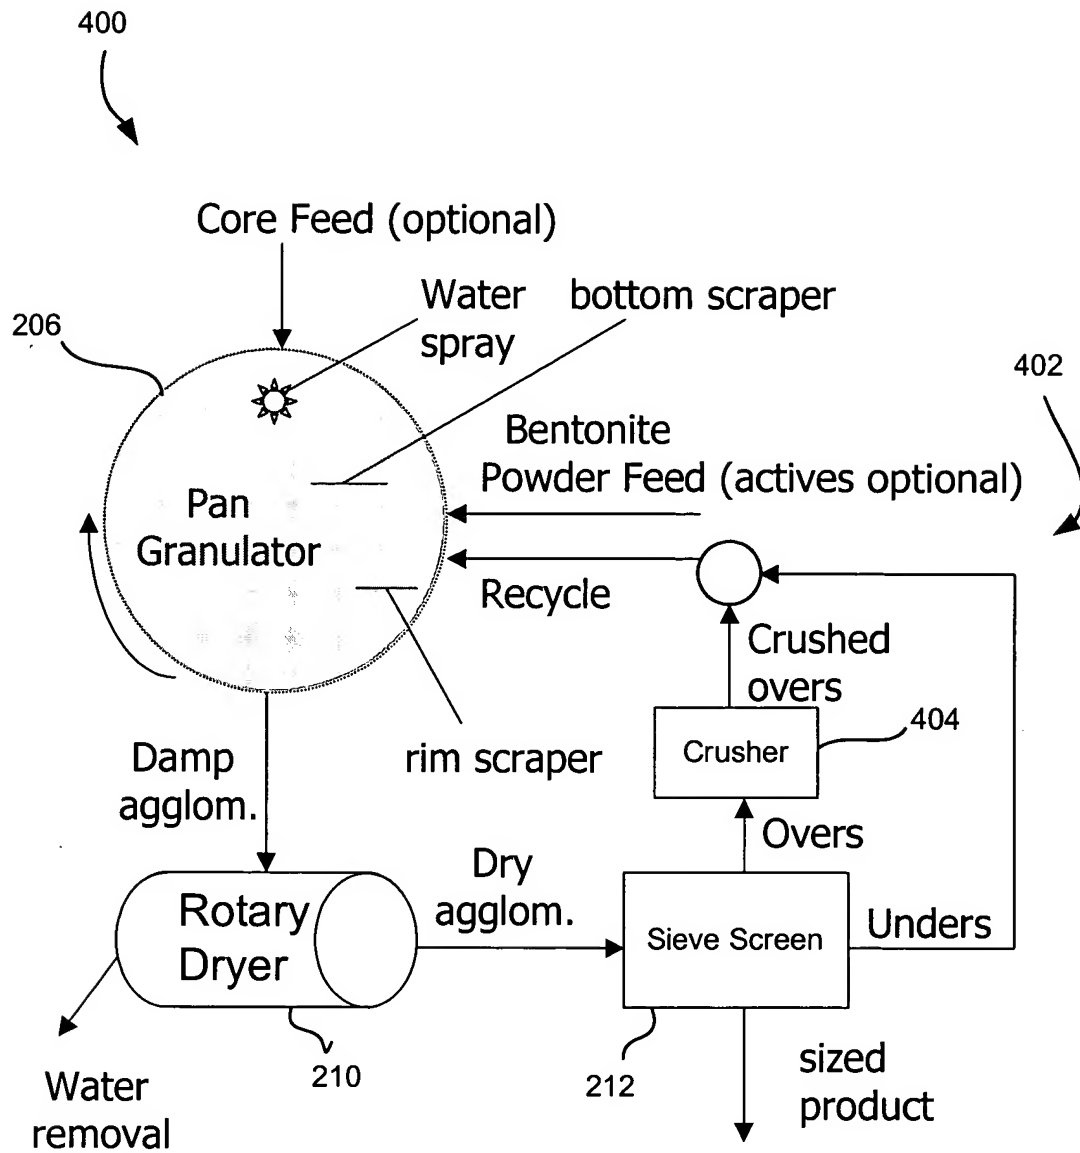 400
Core Feed (optional)
Water
spray
bottom scraper
206
402
Bentonite
Powder Feed (actives optional)
Pan
Granulator
Recycle
Crushed
overs
404
Crusher
rim scraper
Damp
agglom.
Overs
Dry
agglom.
Rotary
Dryer
Sieve Screen
Unders
210
212
Water
removal
sized
product